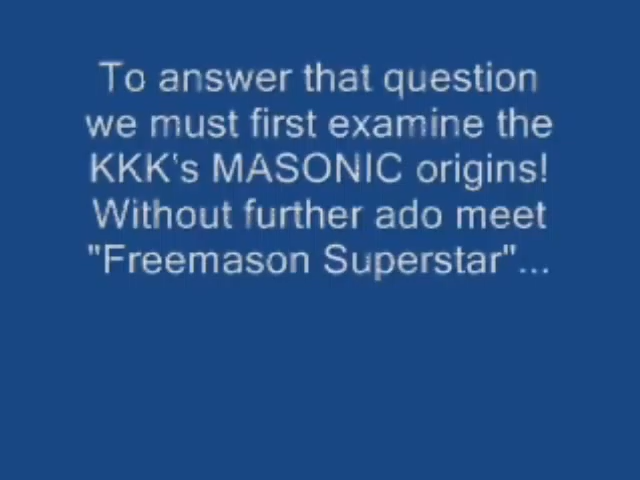 To answer that question
we must first examine the
KKK's MASONIC origins!
Without further ado meet
"Freemason Superstar"...